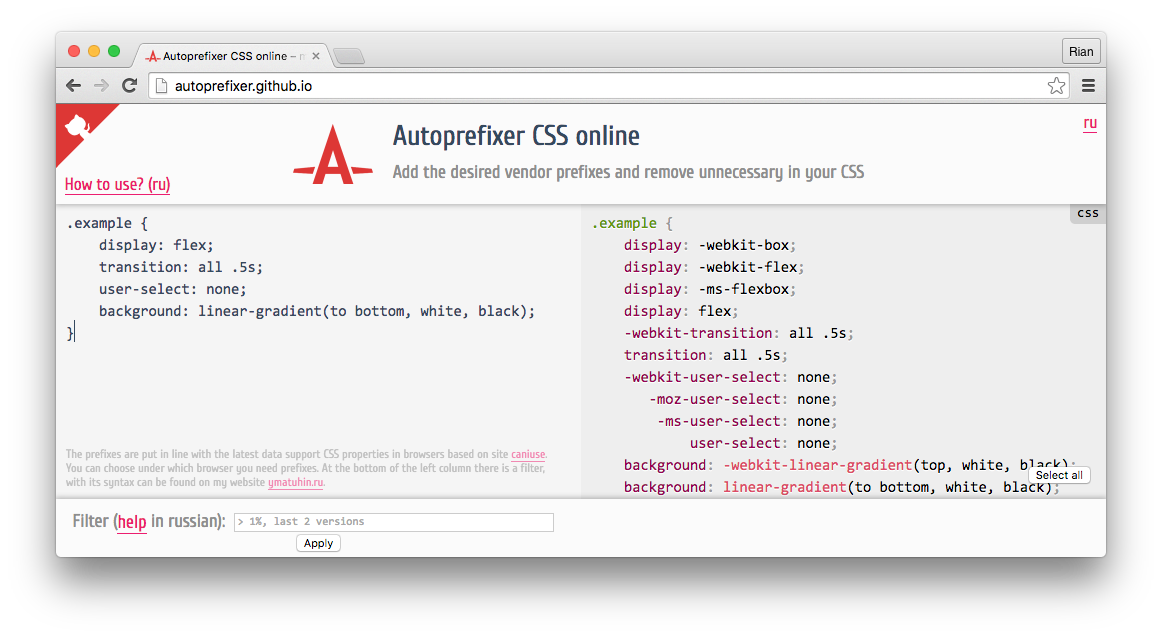 Autoprefixer CSS online – 
Rian
autoprefixer.github.io
How to use? (ru)
Autoprefixer CSS online
Add the desired vendor prefixes and remove unnecessary in your CSS
ru
.example {
    display: flex;
    transition: all .5s;
    user-select: none;
    background: linear-gradient(to bottom, white, black);
}
The prefixes are put in line with the latest data support CSS properties in browsers based on site caniuse.
You can choose under which browser you need prefixes. At the bottom of the left column there is a filter,
with its syntax can be found on my website ymatuhin.ru.
css
.example {
    display: -webkit-box;
    display: -webkit-flex;
    display: -ms-flexbox;
    display: flex;
    -webkit-transition: all .5s;
    transition: all .5s;
    -webkit-user-select: none;
       -moz-user-select: none;
        -ms-user-select: none;
            user-select: none;
    background: -webkit-linear-gradient(top, white, black);
    background: linear-gradient(to bottom, white, black);
Select all
Filter (help in russian): > 1%, last 2 versions
Apply